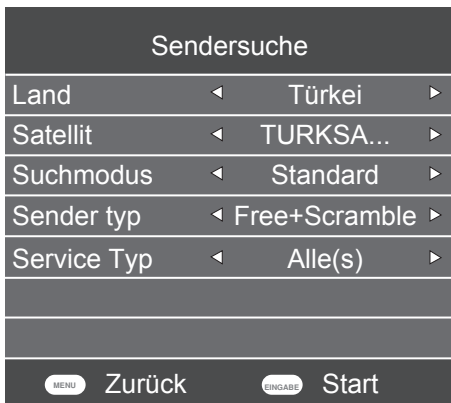 Sendersuche
Land Türkei
Satellit TURKSA...
Suchmodus Standard
Sender typ Free+Scramble
Service Typ Alle(s)
MENU Zurück EINGABE Start